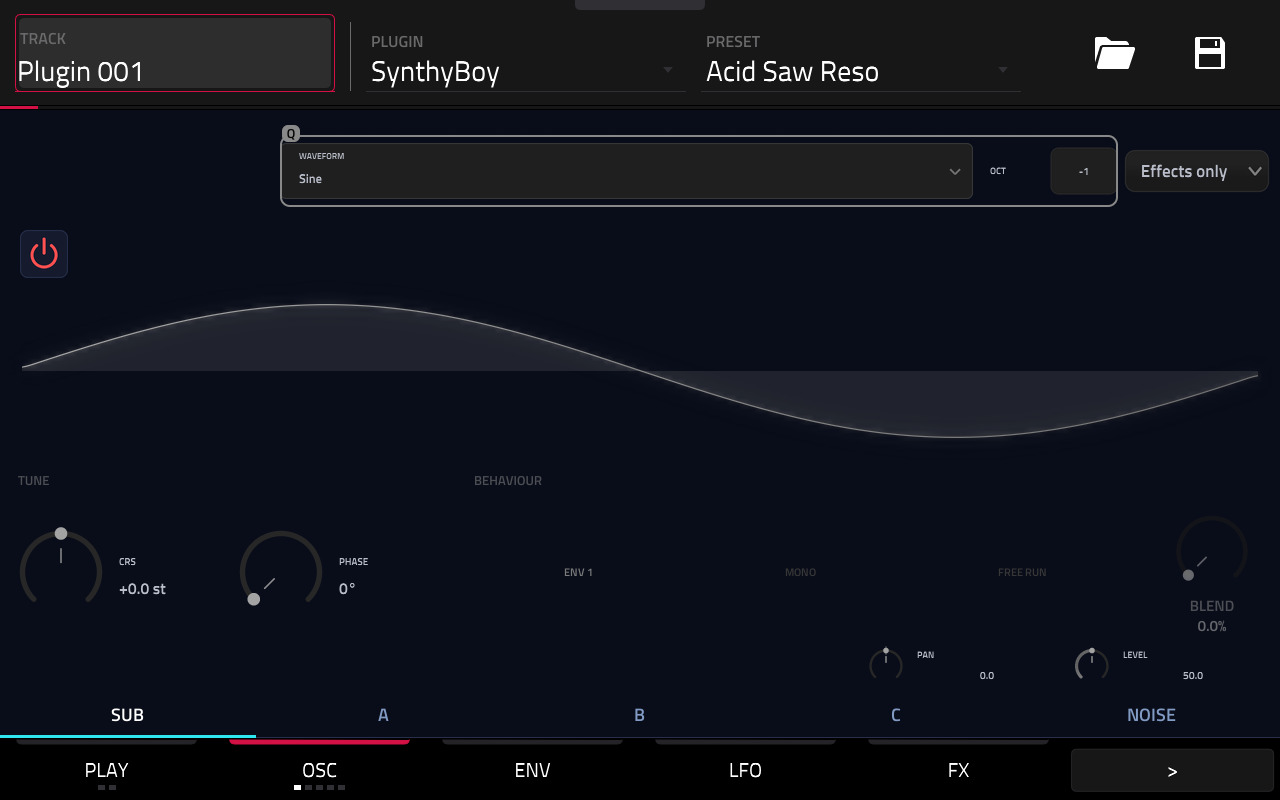 TRACK
Plugin 001
PLUGIN
SynthyBoy
PRESET
Acid Saw Reso
Q
WAVEFORM
Sine
OCT
-1
Effects only
TUNE
BEHAVIOUR
CRS
+0.0 st
PHASE
0°
ENV 1
MONO
FREE RUN
BLEND
0.0%
PAN
0.0
LEVEL
50.0
SUB
A
B
C
NOISE
PLAY
OSC
ENV
LFO
FX
>